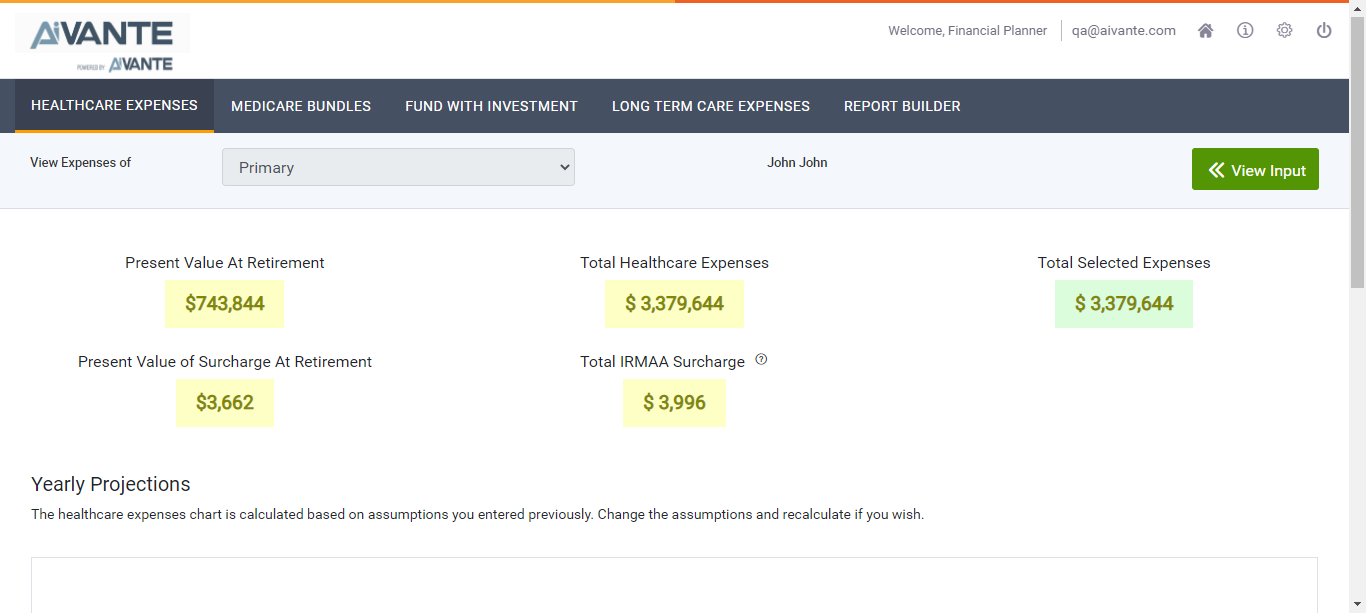 AiVANTE
POWERED BY AiVANTE
Welcome, Financial Planner qa@aivante.com
HEALTHCARE EXPENSES MEDICARE BUNDLES FUND WITH INVESTMENT LONG TERM CARE EXPENSES REPORT BUILDER
View Expenses of Primary John John View Input
Present Value At Retirement Total Healthcare Expenses Total Selected Expenses
$743,844 $ 3,379,644 $ 3,379,644
Present Value of Surcharge At Retirement Total IRMAA Surcharge ?
$3,662 $ 3,996
Yearly Projections
The healthcare expenses chart is calculated based on assumptions you entered previously. Change the assumptions and recalculate if you wish.